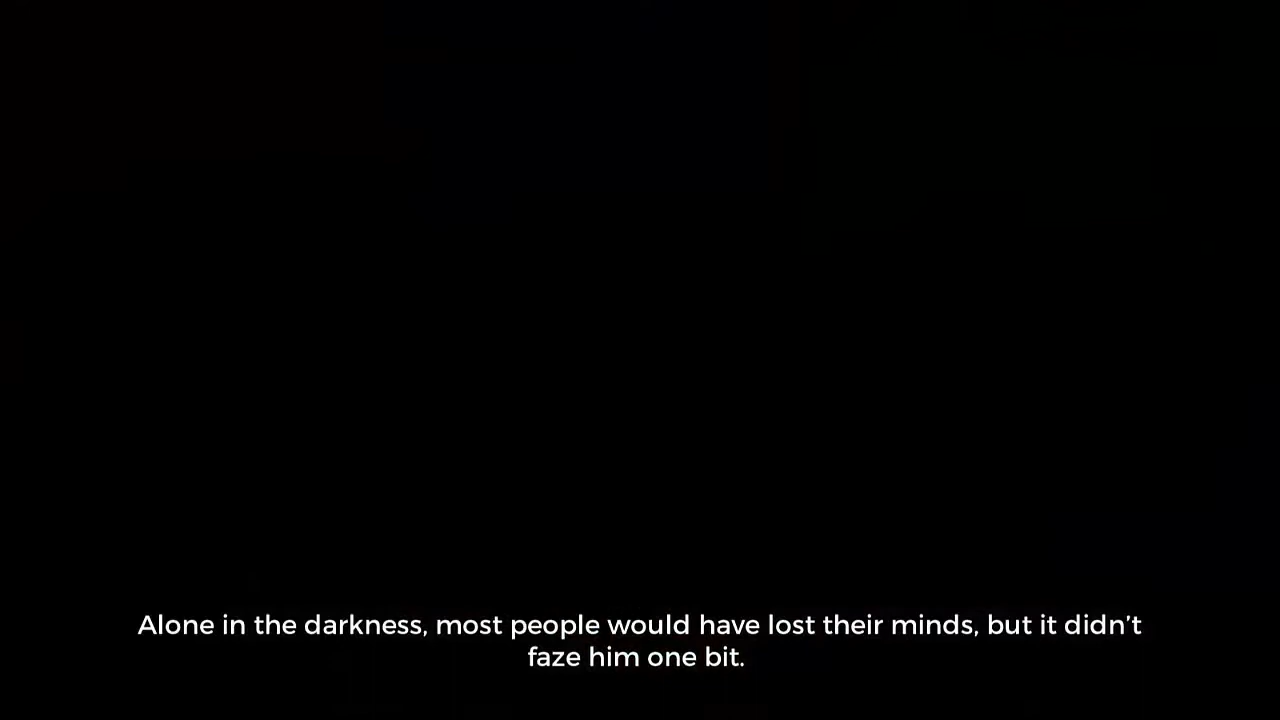 Alone in the darkness, most people would have lost their minds, but it didn’t
faze him one bit.